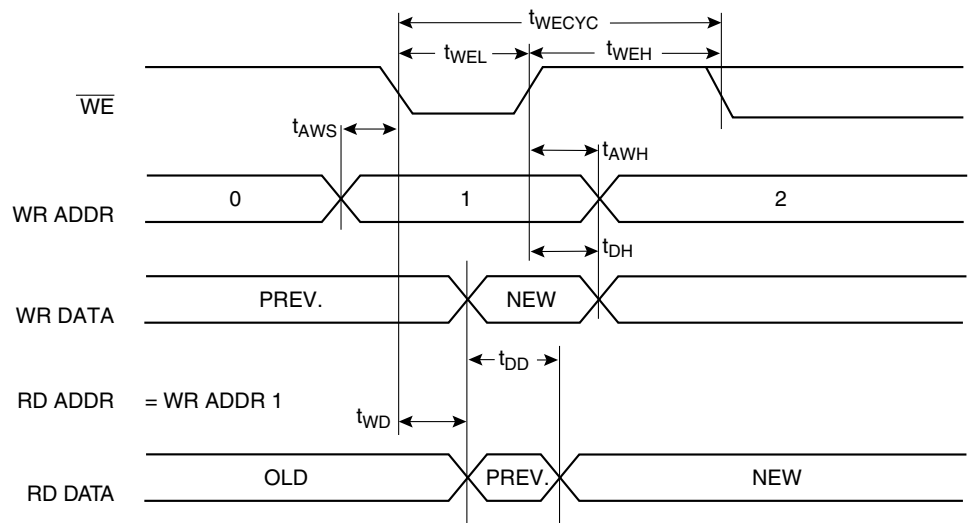 tWECYC
tWEL
tWEH
WE
tAWS
tAWH
WR ADDR
0
1
2
tDH
WR DATA
PREV.
NEW
tDD
RD ADDR = WR ADDR 1
tWD
RD DATA
OLD
PREV.
NEW